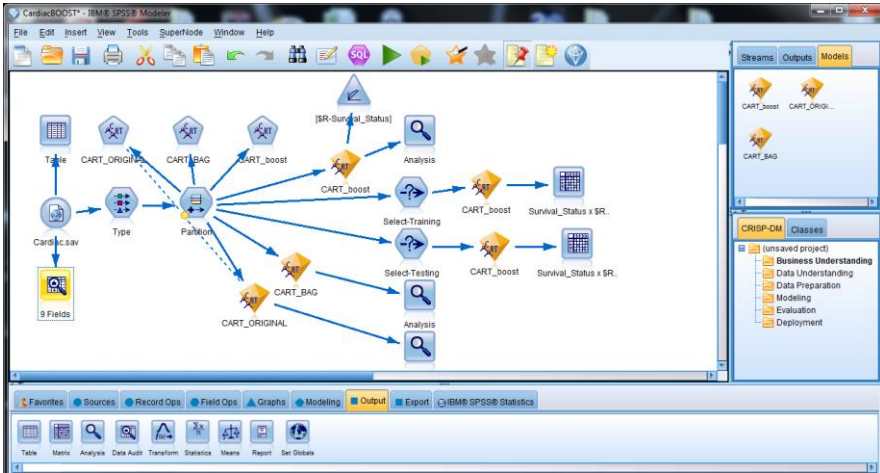 CardiacBOOST* - IBM® SPSS® Modeler
File Edit Insert View Tools SuperNode Window Help
SQL
Streams Outputs Models
CART_boost CART_ORIGI...
CART_BAG
[$R-Survival_Status]
Table CART_ORIGINAL CART_BAG CART_boost
CART_boost
Analysis
Cardiac.sav
Type
Partition
Select-Training
CART_boost
Survival_Status x $R..
Select-Testing
CART_boost
Survival_Status x $R..
9 Fields
CART_BAG
CART_ORIGINAL
Analysis
CRISP-DM Classes
(unsaved project)
Business Understanding
Data Understanding
Data Preparation
Modeling
Evaluation
Deployment
Favorites Sources Record Ops Field Ops Graphs Modeling Output Export IBM® SPSS® Statistics
Table Matrix Analysis Data Audit Transform Statistics Means Report Set Globals